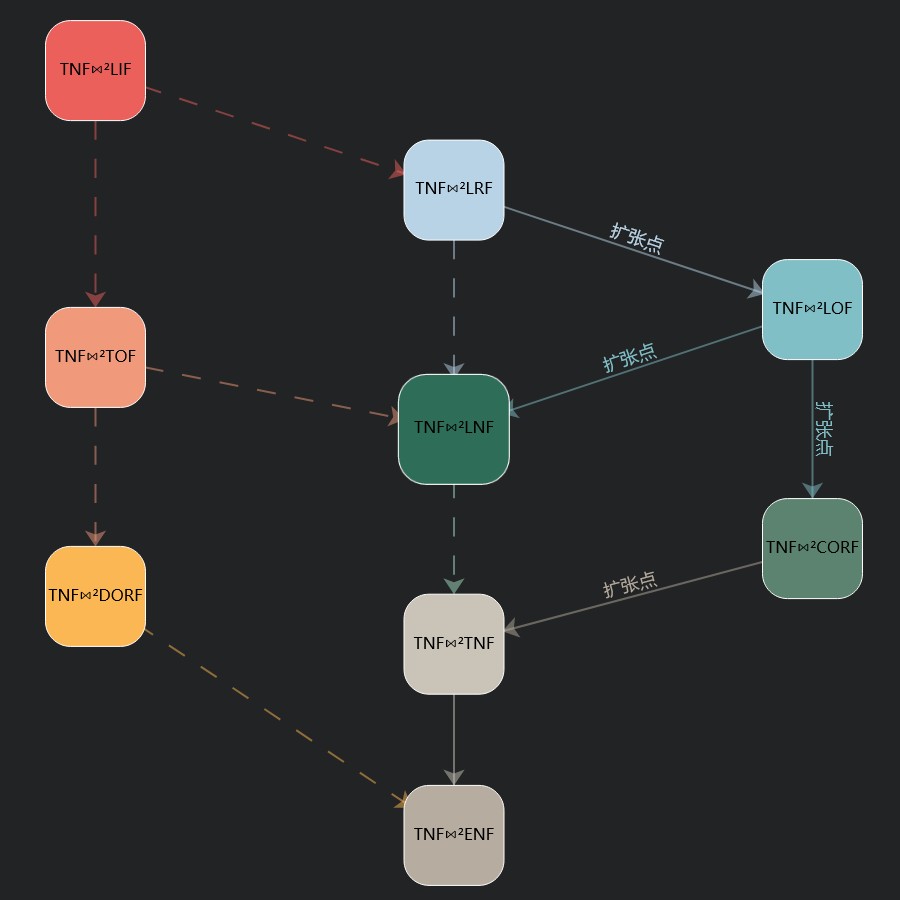 TNF⋈²LIF
TNF⋈²LRF
扩张点
TNF⋈²LOF
TNF⋈²TOF
扩张点
TNF⋈²LNF
扩张点
TNF⋈²CORF
TNF⋈²DORF
扩张点
TNF⋈²TNF
TNF⋈²ENF